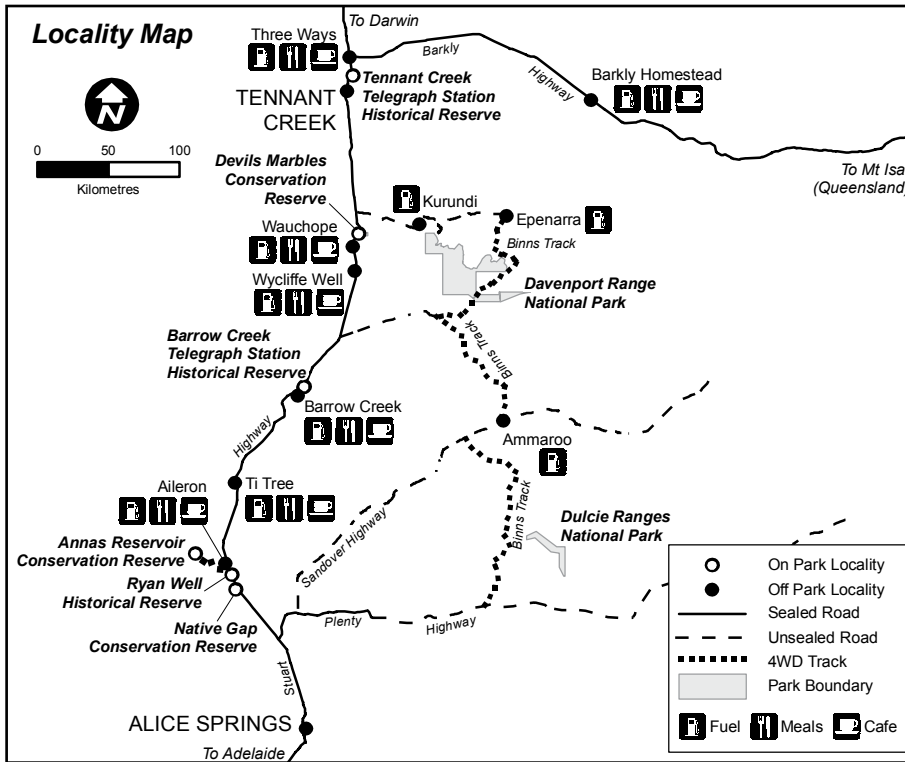 Locality Map
N
0 50 100
Kilometres
To Darwin
Three Ways
Barkly
Highway
Barkly Homestead
To Mt Isa
(Queensland)
Tennant Creek
Telegraph Station
Historical Reserve
TENNANT
CREEK
Devils Marbles
Conservation
Reserve
Kurundi
Epenarra
Binns Track
Wauchope
Wycliffe Well
Davenport Range
National Park
Barrow Creek
Telegraph Station
Historical Reserve
Binns Track
Barrow Creek
Highway
Ammaroo
Ti Tree
Aileron
Binns Track
Sandover Highway
Dulcie Ranges
National Park
Annas Reservoir
Conservation Reserve
Ryan Well
Historical Reserve
Native Gap
Conservation Reserve
Plenty
Highway
Stuart
ALICE SPRINGS
To Adelaide
On Park Locality
Off Park Locality
Sealed Road
Unsealed Road
4WD Track
Park Boundary
Fuel
Meals
Cafe